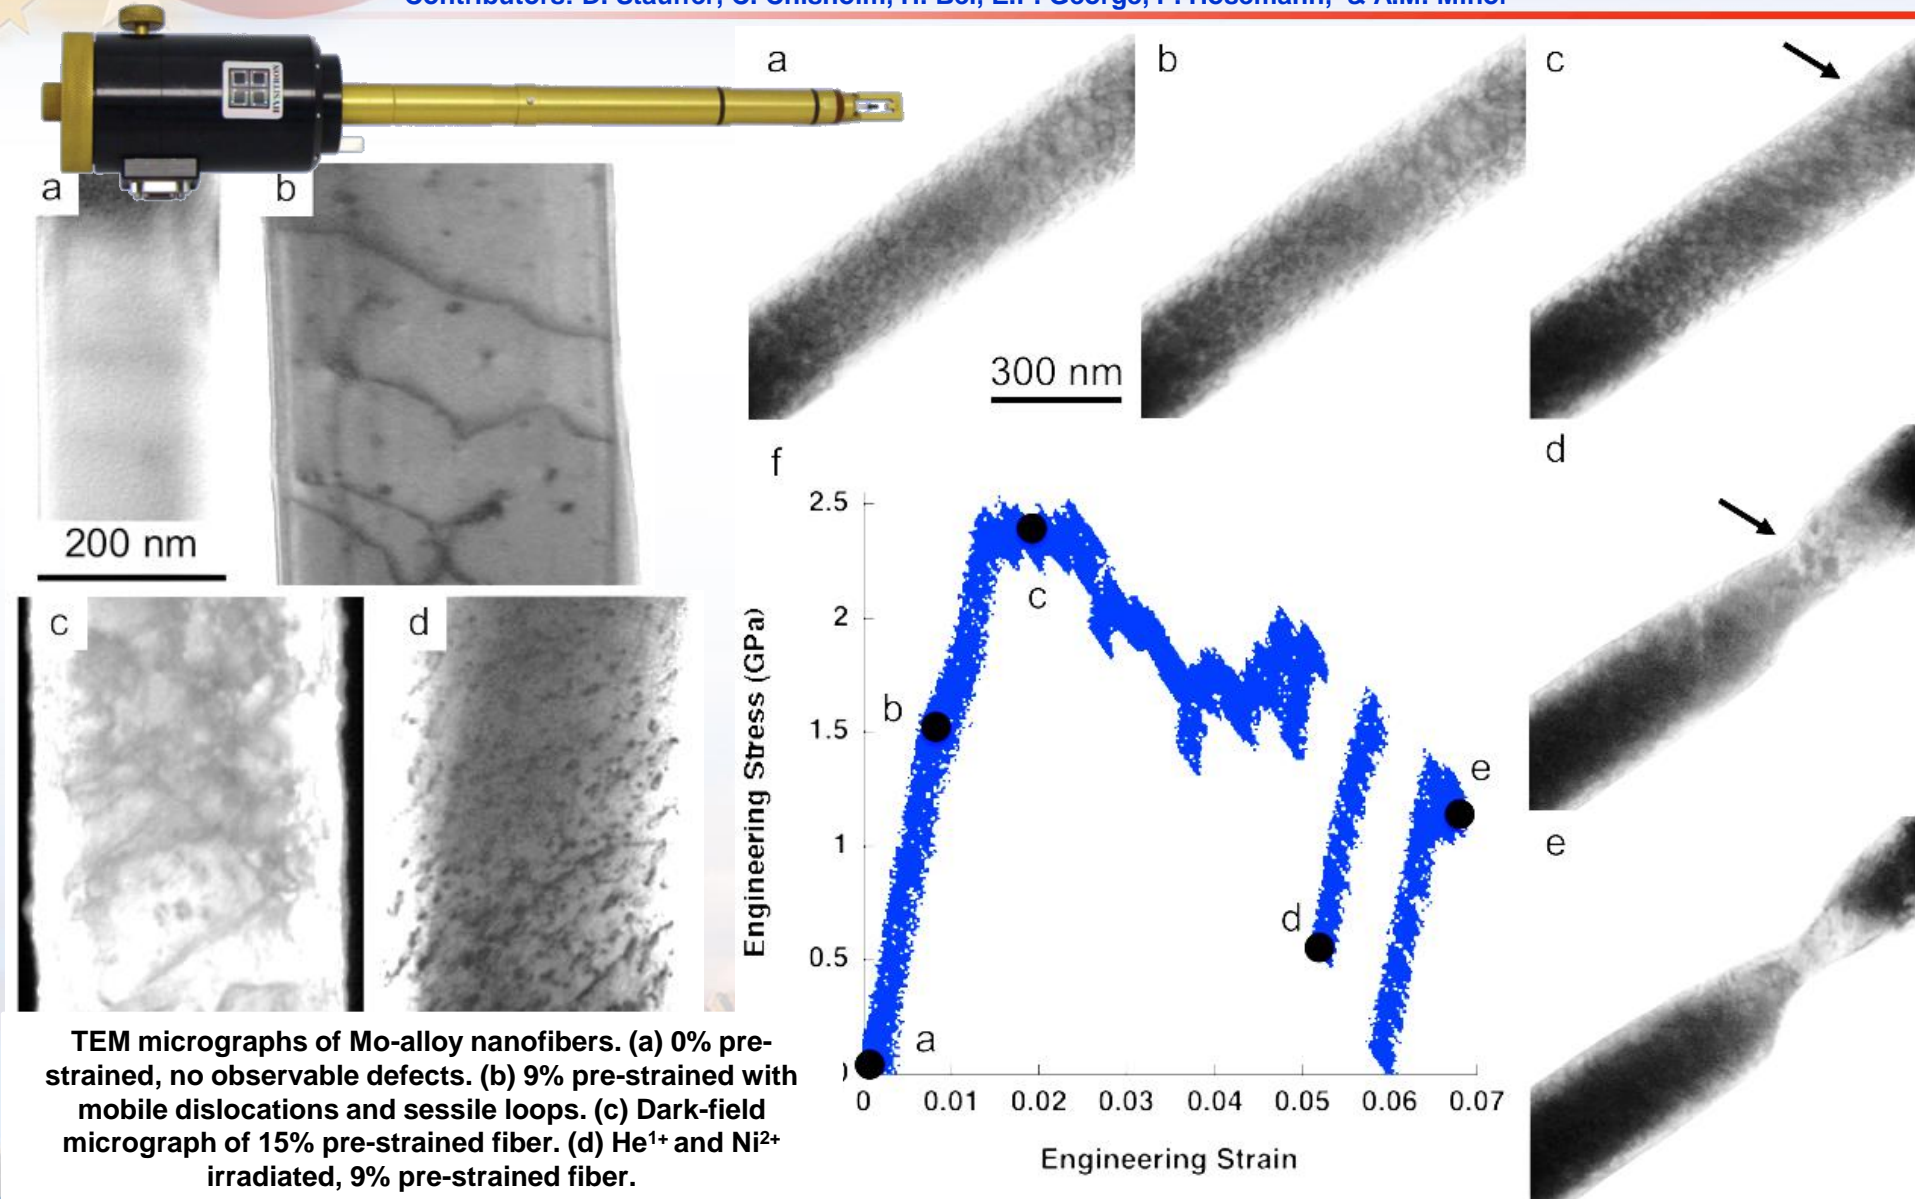 HYSITRON
a
b
200 nm
c
d
TEM micrographs of Mo-alloy nanofibers. (a) 0% pre-
strained, no observable defects. (b) 9% pre-strained with
mobile dislocations and sessile loops. (c) Dark-field
micrograph of 15% pre-strained fiber. (d) He¹⁺ and Ni²⁺
irradiated, 9% pre-strained fiber.
a
b
c
300 nm
d
e
f
2.5
2
1.5
1
0.5
Engineering Stress (GPa)
a
b
c
d
e
0 0.01 0.02 0.03 0.04 0.05 0.06 0.07
Engineering Strain